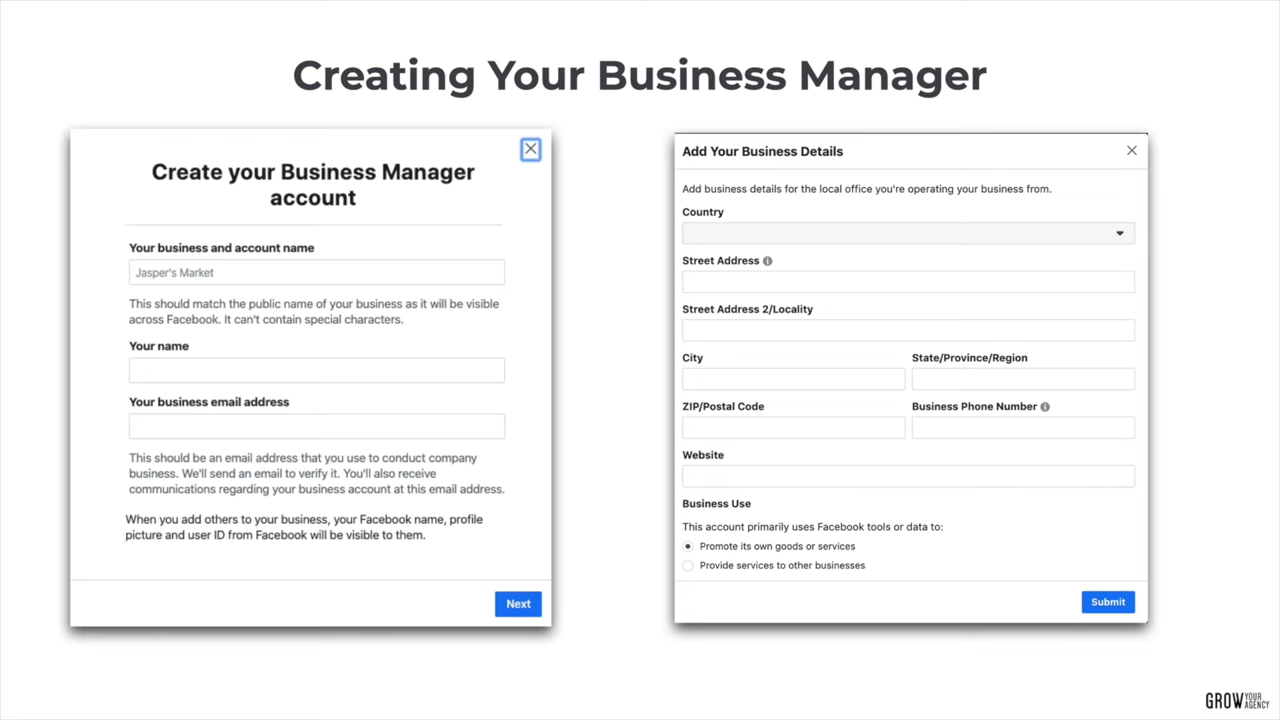 Creating Your Business Manager
Create your Business Manager
account
Your business and account name
Jasper's Market
This should match the public name of your business as it will be visible
across Facebook. It can't contain special characters.
Your name
Your business email address
This should be an email address that you use to conduct company
business. We'll send an email to verify it. You'll also receive
communications regarding your business account at this email address.
When you add others to your business, your Facebook name, profile
picture and user ID from Facebook will be visible to them.
Next
Add Your Business Details
Add business details for the local office you're operating your business from.
Country
Street Address
Street Address 2/Locality
City
State/Province/Region
ZIP/Postal Code
Business Phone Number
Website
Business Use
This account primarily uses Facebook tools or data to:
Promote its own goods or services
Provide services to other businesses
Submit
GROW YOUR
AGENCY